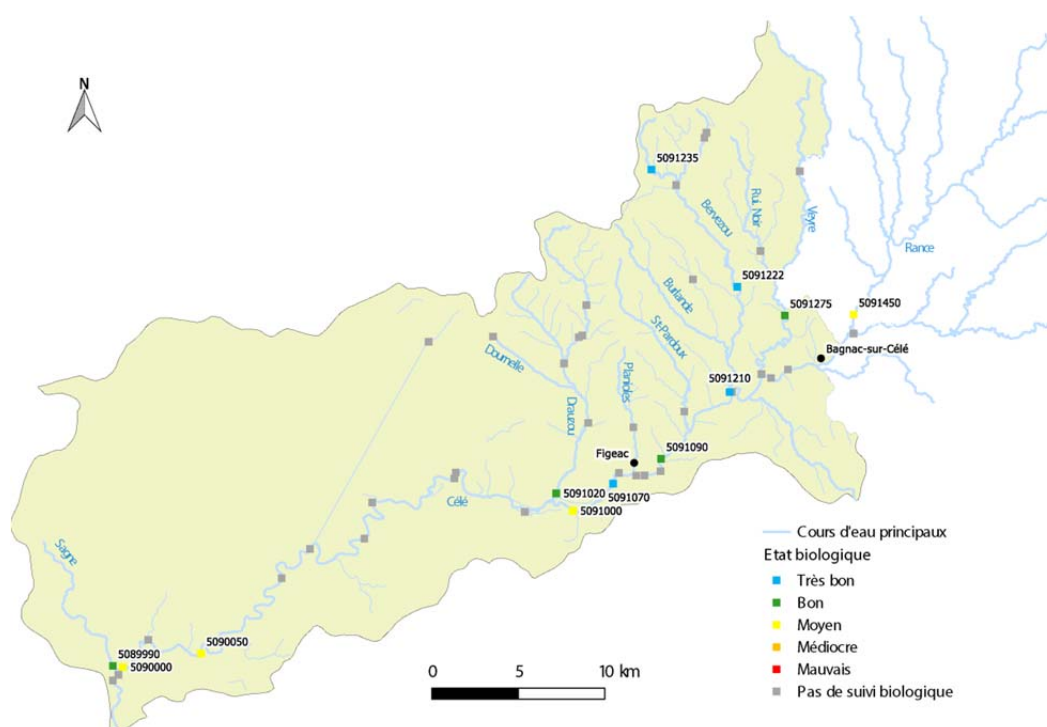 N
5091235
Bervezou
Rui. Noir
Veyre
Rance
5091222
Burlande
5091275
5091450
St-Pardoux
Bagnac-sur-Célé
Dournelle
Planioles
5091210
Drauzou
Figeac
5091090
5091020
5091070
5091000
Célé
Sagne
5090050
5089990
5090000
0 5 10 km
Cours d'eau principaux
Etat biologique
Très bon
Bon
Moyen
Médiocre
Mauvais
Pas de suivi biologique